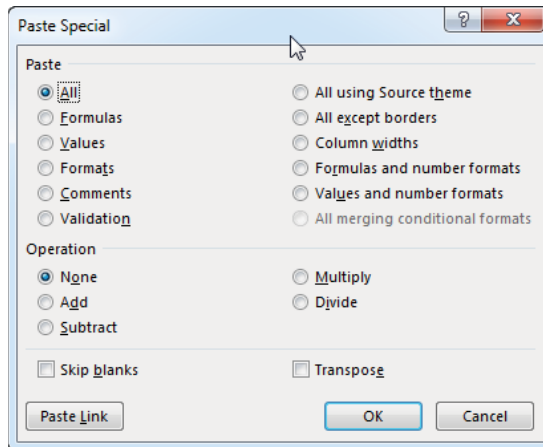 Paste Special
?
X
Paste
All
All using Source theme
Formulas
All except borders
Values
Column widths
Formats
Formulas and number formats
Comments
Values and number formats
Validation
All merging conditional formats
Operation
None
Multiply
Add
Divide
Subtract
Skip blanks
Transpose
Paste Link
OK
Cancel